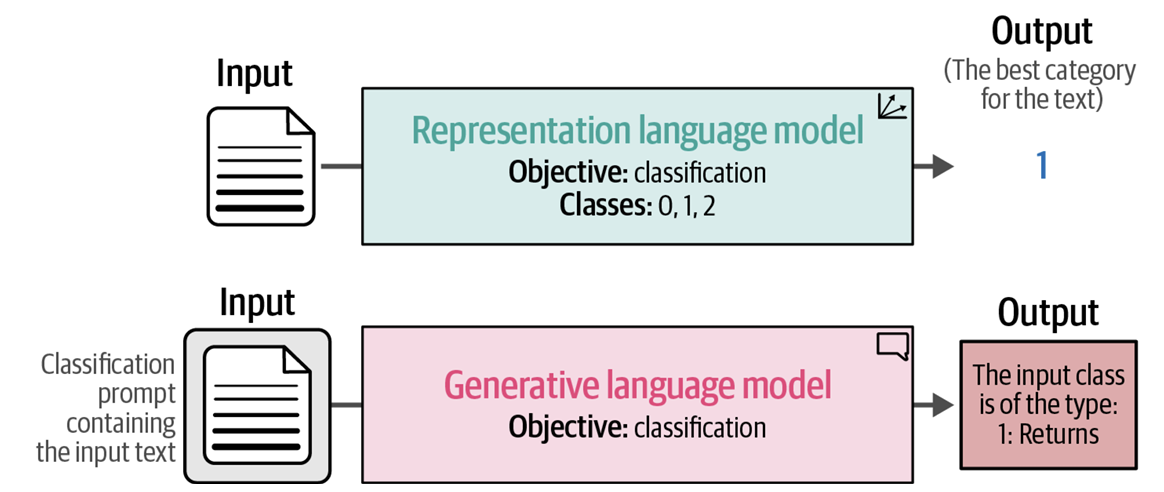 Input
Representation language model
Objective: classification
Classes: 0, 1, 2
Output
(The best category
for the text)
1
Input
Classification
prompt
containing
the input text
Generative language model
Objective: classification
Output
The input class
is of the type:
1: Returns